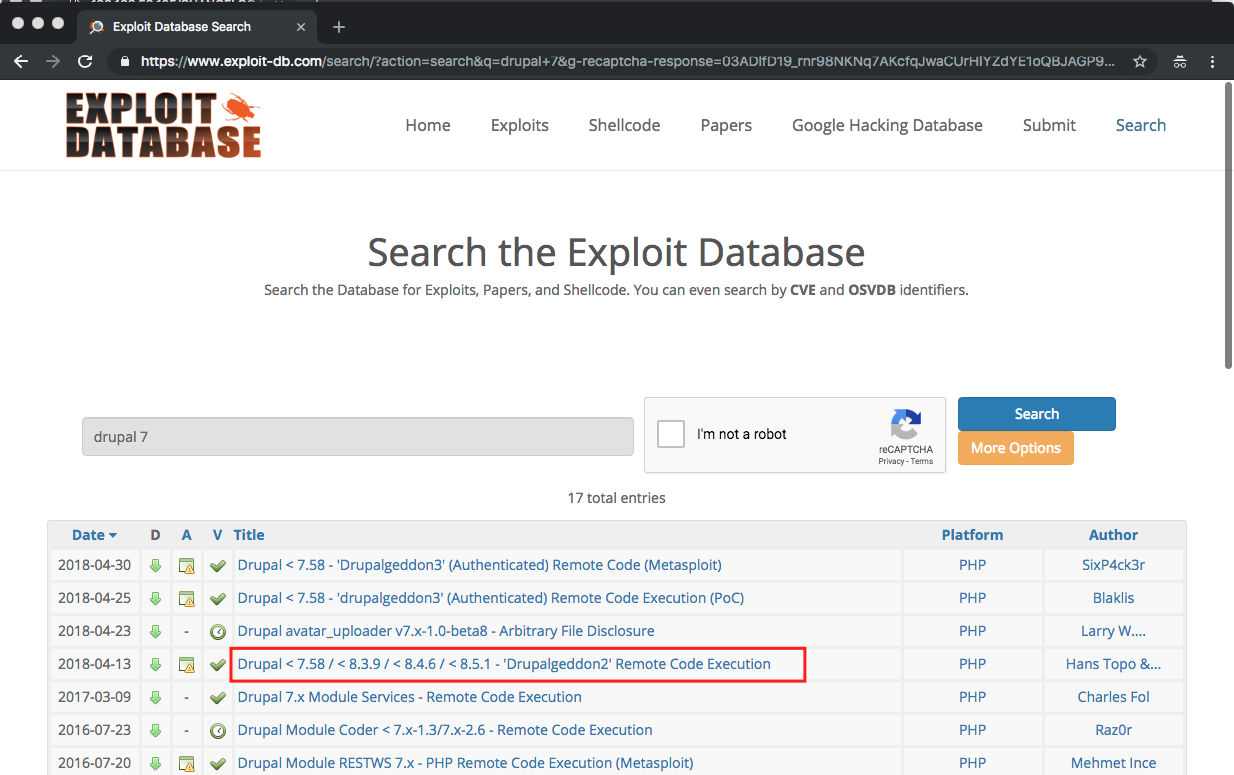 Exploit Database Search
https://www.exploit-db.com/search/?action=search&q=drupal+7&g-recaptcha-response=
EXPLOIT
DATABASE
Home Exploits Shellcode Papers Google Hacking Database Submit Search
Search the Exploit Database
Search the Database for Exploits, Papers, and Shellcode. You can even search by CVE and OSVDB identifiers.
drupal 7
I'm not a robot
reCAPTCHA
Privacy - Terms
Search
More Options
17 total entries
Date D A V Title Platform Author
2018-04-30 Drupal < 7.58 - 'Drupalgeddon3' (Authenticated) Remote Code (Metasploit) PHP SixP4ck3r
2018-04-25 Drupal < 7.58 - 'drupalgeddon3' (Authenticated) Remote Code Execution (PoC) PHP Blaklis
2018-04-23 - Drupal avatar_uploader v7.x-1.0-beta8 - Arbitrary File Disclosure PHP Larry W....
2018-04-13 Drupal < 7.58 / < 8.3.9 / < 8.4.6 / < 8.5.1 - 'Drupalgeddon2' Remote Code Execution PHP Hans Topo &...
2017-03-09 - Drupal 7.x Module Services - Remote Code Execution PHP Charles Fol
2016-07-23 - Drupal Module Coder < 7.x-1.3/7.x-2.6 - Remote Code Execution PHP Raz0r
2016-07-20 Drupal Module RESTWS 7.x - PHP Remote Code Execution (Metasploit) PHP Mehmet Ince